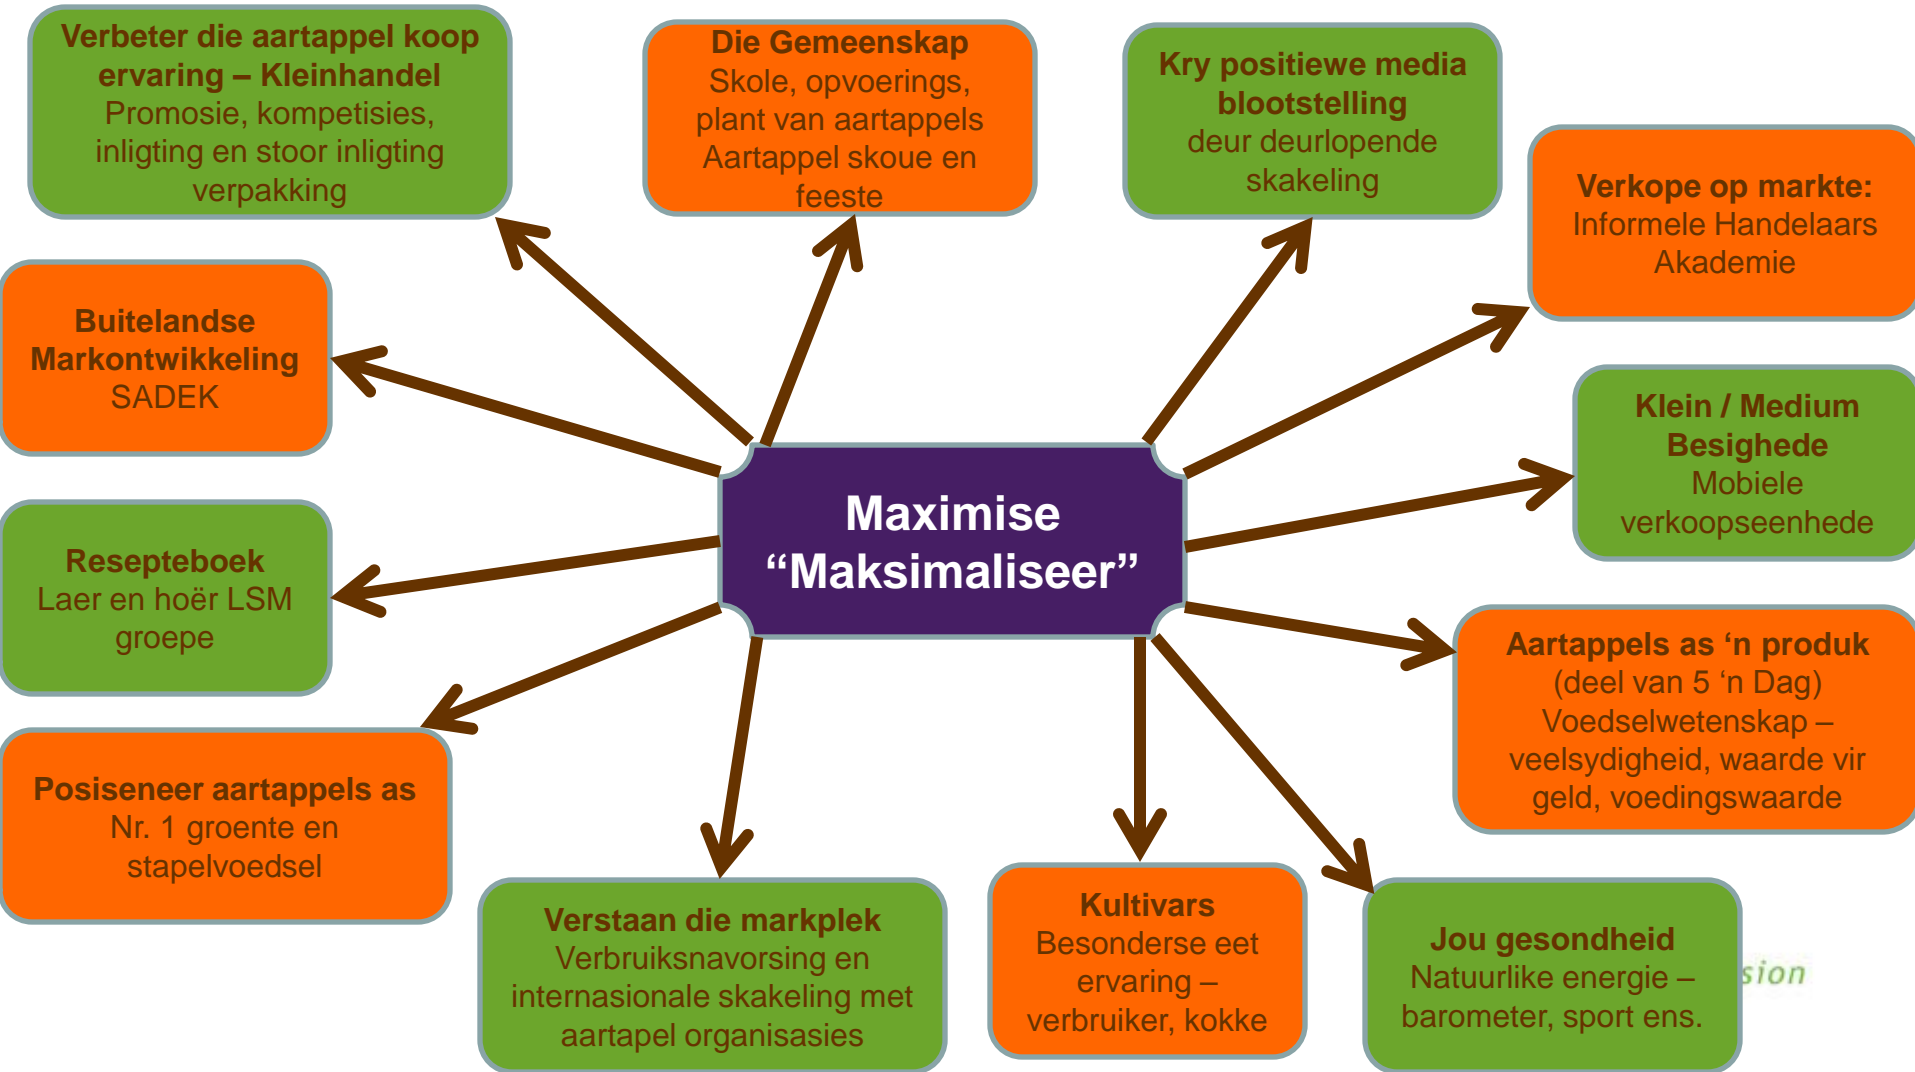 Verbeter die aartappel koop
ervaring – Kleinhandel
Promosie, kompetisies,
inligting en stoor inligting
verpakking
Die Gemeenskap
Skole, opvoerings,
plant van aartappels
Aartappel skoue en
feeste
Kry positiewe media
blootstelling
deur deurlopende
skakeling
Verkope op markte:
Informele Handelaars
Akademie
Buitelandse
Markontwikkeling
SADEK
Klein / Medium
Besighede
Mobiele
verkoopseenhede
Maximise
“Maksimaliseer”
Resepteboek
Laer en hoër LSM
groepe
Aartappels as ‘n produk
(deel van 5 ‘n Dag)
Voedselwetenskap –
veelsydigheid, waarde vir
geld, voedingswaarde
Posiseneer aartappels as
Nr. 1 groente en
stapelvoedsel
Verstaan die markplek
Verbruiksnavorsing en
internasionale skakeling met
aartapel organisasies
Kultivars
Besonderse eet
ervaring –
verbruiker, kokke
Jou gesondheid
Natuurlike energie –
barometer, sport ens.
sion